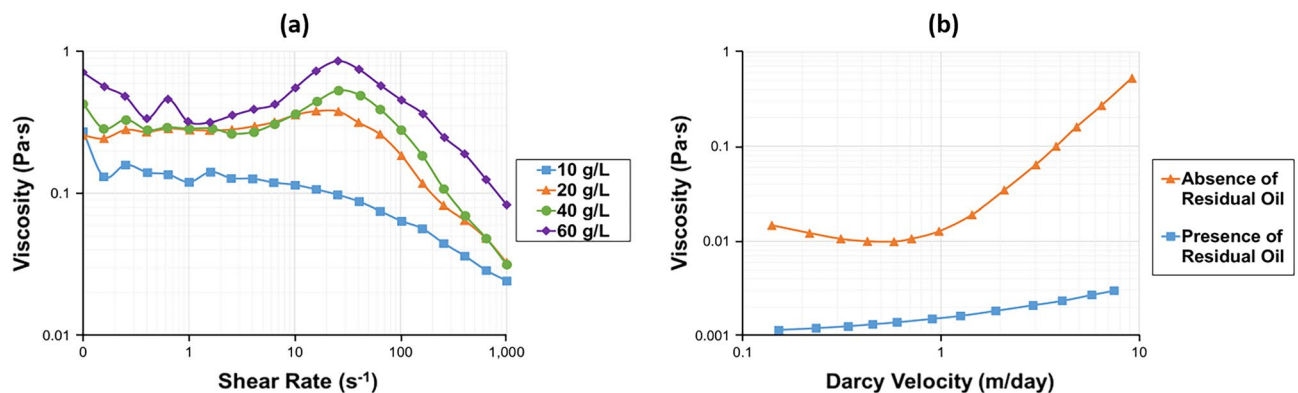 (a)
1
0.1
0.01
Viscosity (Pa·s)
0
1
10
100
1,000
Shear Rate (s⁻¹)
10 g/L
20 g/L
40 g/L
60 g/L
(b)
1
0.1
0.01
0.001
Viscosity (Pa·s)
0.1
1
10
Darcy Velocity (m/day)
Absence of
Residual Oil
Presence of
Residual Oil